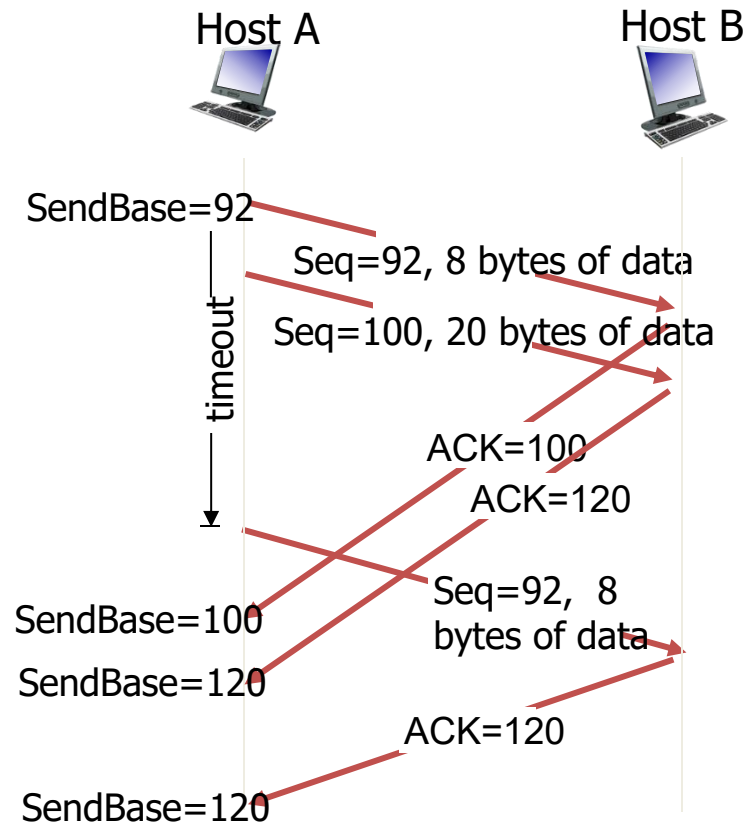 Host A
Host B
SendBase=92
Seq=92, 8 bytes of data
Seq=100, 20 bytes of data
timeout
ACK=100
ACK=120
Seq=92, 8
bytes of data
SendBase=100
SendBase=120
ACK=120
SendBase=120